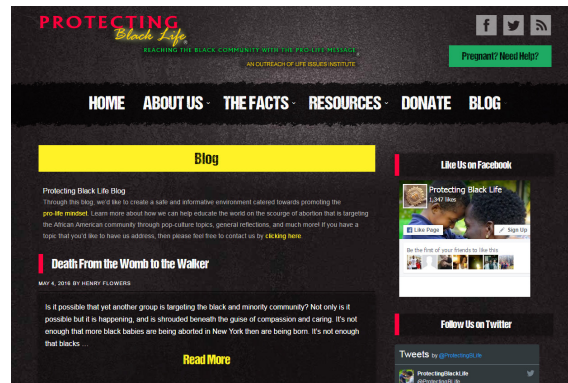 PROTECTING
Black Life
REACHING THE BLACK COMMUNITY WITH THE PRO-LIFE MESSAGE
AN OUTREACH OF LIFE ISSUES INSTITUTE
Pregnant? Need Help?
HOME ABOUT US THE FACTS RESOURCES DONATE BLOG
Blog
Protecting Black Life Blog
Through this blog, we'd like to create a safe and informative environment catered towards promoting the
pro-life mindset. Learn more about how we can help educate the world on the scourge of abortion that is targeting
the African American community through pop-culture topics, general reflections, and much more! if you have a
topic that you'd like to have us address, then please feel free to contact us by clicking here.
Death From the Womb to the Walker
MAY 4, 2016 BY HENRY FLOWERS
Is it possible that yet another group is targeting the black and minority community? Not only is it
possible but it is happening, and is shrouded beneath the guise of compassion and caring. It's not
enough that more black babies are being aborted in New York then are being born. It's not enough
that blacks …
Read More
Like Us on Facebook
Protecting Black Life
1,347 likes
Like Page
Sign Up
Be the first of your friends to like this
Follow Us on Twitter
Tweets by @ProtectingBLife
ProtectingBlackLife
@ProtectingBLife